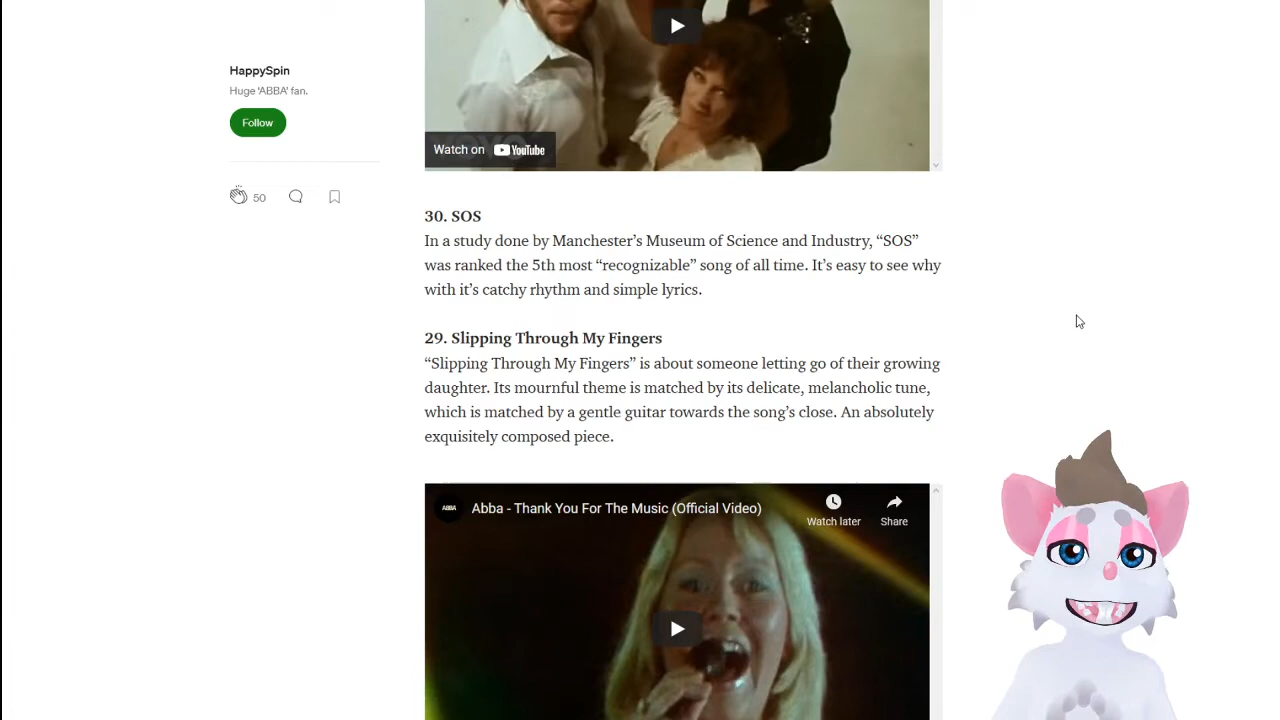 HappySpin
Huge 'ABBA' fan.
Follow
50
Watch on YouTube
30. SOS
In a study done by Manchester’s Museum of Science and Industry, “SOS”
was ranked the 5th most “recognizable” song of all time. It’s easy to see why
with it’s catchy rhythm and simple lyrics.
29. Slipping Through My Fingers
“Slipping Through My Fingers” is about someone letting go of their growing
daughter. Its mournful theme is matched by its delicate, melancholic tune,
which is matched by a gentle guitar towards the song’s close. An absolutely
exquisitely composed piece.
ABBA
Abba - Thank You For The Music (Official Video)
Watch later
Share